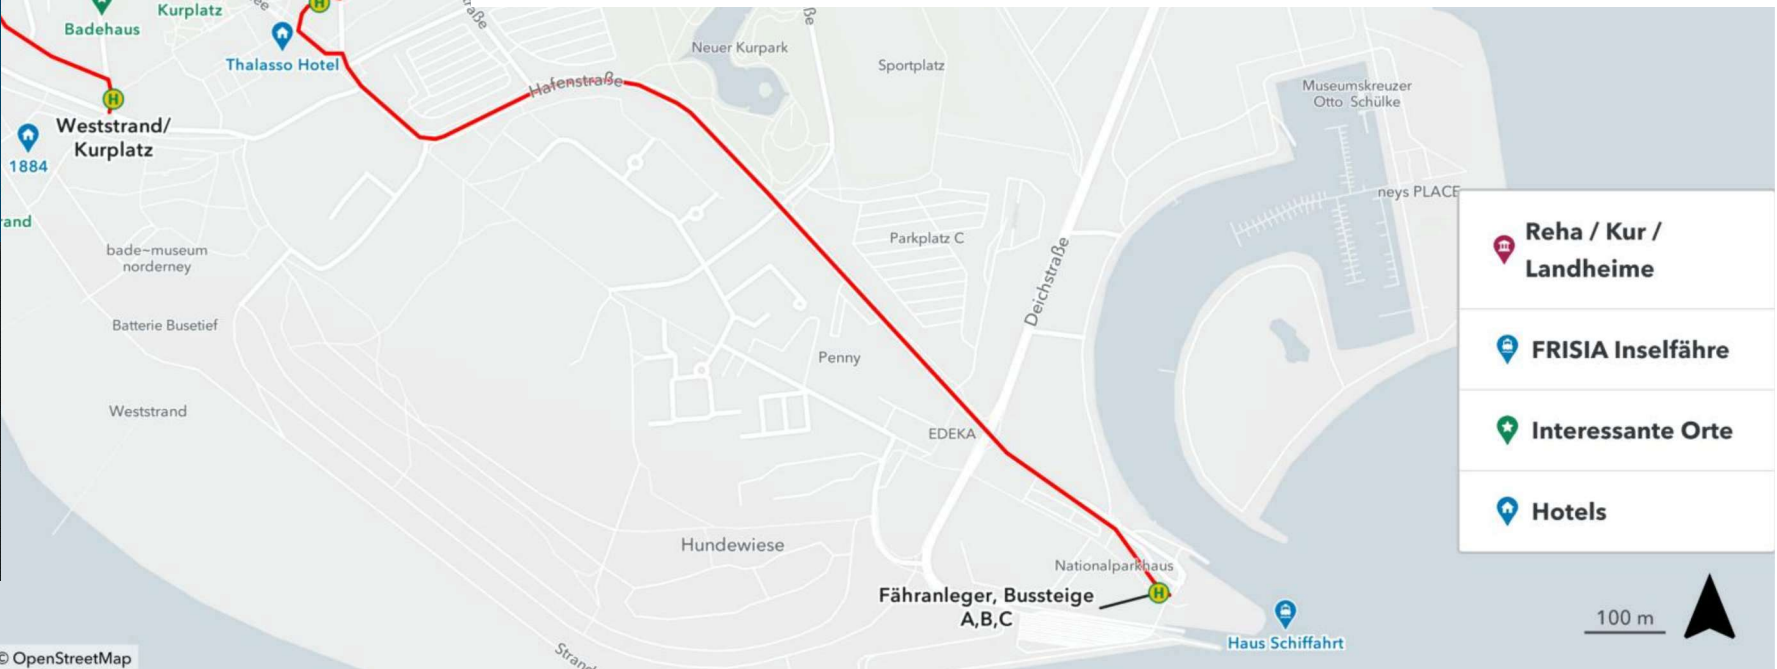 Kurplatz
Badehaus
Thalasso Hotel
Hafenstraße
Neuer Kurpark
Sportplatz
Museumskreuzer
Otto Schülke
H
H
Weststrand/
Kurplatz
1884
neys PLACE
bade~museum
norderney
Parkplatz C
Deichstraße
Batterie Busetief
Penny
Weststrand
EDEKA
Hundewiese
Nationalparkhaus
Fähranleger, Bussteige
A,B,C
H
Haus Schiffahrt
Reha / Kur /
Landheime
FRISIA Inselfähre
Interessante Orte
Hotels
100 m
© OpenStreetMap